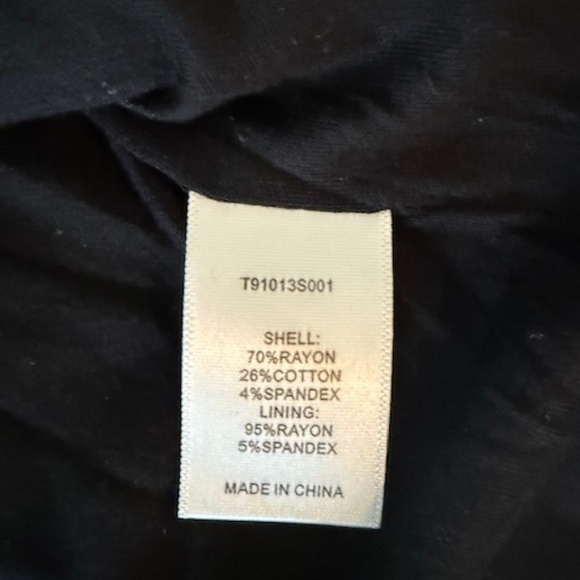 T91013S001
SHELL:
70%RAYON
26%COTTON
4%SPANDEX
LINING:
95%RAYON
5%SPANDEX
MADE IN CHINA